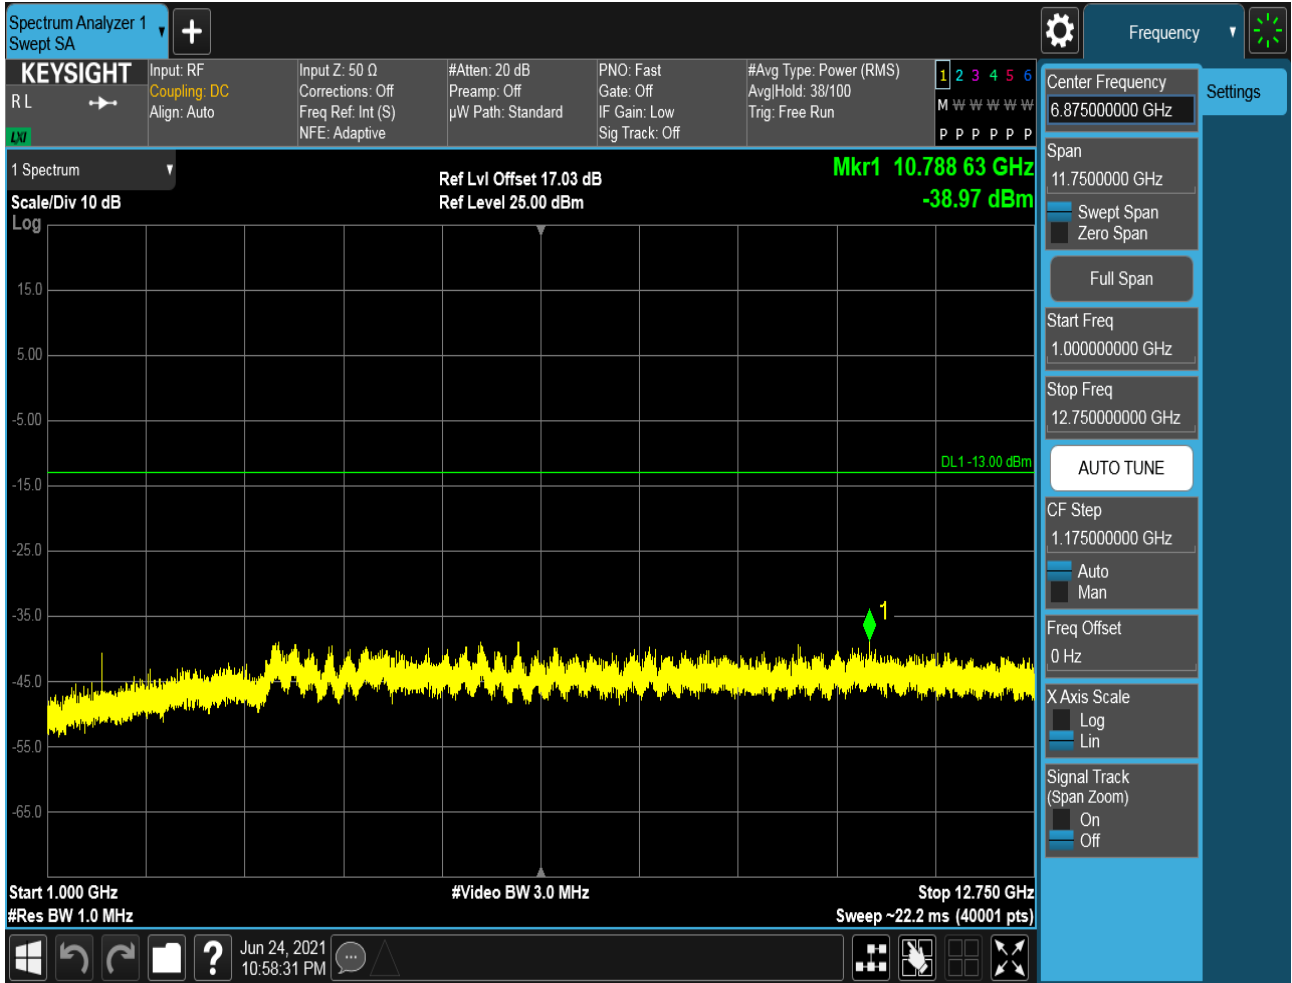 Spectrum Analyzer 1
Swept SA
Frequency
KEYSIGHT
R L
LXI
Input: RF
Coupling: DC
Align: Auto
Input Z: 50 Ω
Corrections: Off
Freq Ref: Int (S)
NFE: Adaptive
#Atten: 20 dB
Preamp: Off
µW Path: Standard
PNO: Fast
Gate: Off
IF Gain: Low
Sig Track: Off
#Avg Type: Power (RMS)
Avg|Hold: 38/100
Trig: Free Run
1 2 3 4 5 6
M W W W W W
P P P P P P
1 Spectrum
Scale/Div 10 dB
Log
Ref Lvl Offset 17.03 dB
Ref Level 25.00 dBm
Mkr1 10.788 63 GHz
-38.97 dBm
15.0
5.00
-5.00
-15.0
-25.0
-35.0
-45.0
-55.0
-65.0
DL1 -13.00 dBm
1
Start 1.000 GHz
#Res BW 1.0 MHz
#Video BW 3.0 MHz
Stop 12.750 GHz
Sweep ~22.2 ms (40001 pts)
Center Frequency
6.875000000 GHz
Settings
Span
11.7500000 GHz
Swept Span
Zero Span
Full Span
Start Freq
1.000000000 GHz
Stop Freq
12.750000000 GHz
AUTO TUNE
CF Step
1.175000000 GHz
Auto
Man
Freq Offset
0 Hz
X Axis Scale
Log
Lin
Signal Track
(Span Zoom)
On
Off
?
Jun 24, 2021
10:58:31 PM